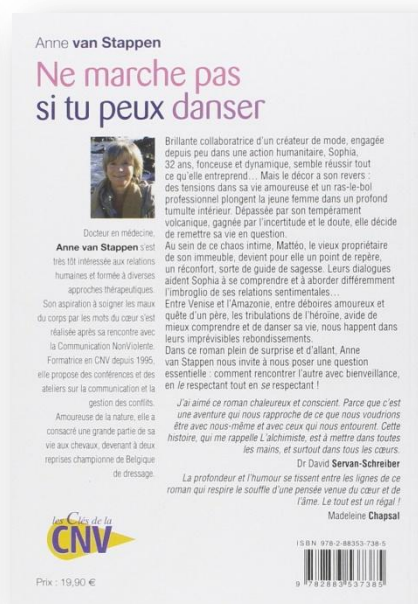 Anne van Stappen
Ne marche pas
si tu peux danser
Brillante collaboratrice d'un créateur de mode, engagée
depuis peu dans une action humanitaire, Sophia,
32 ans, fonceuse et dynamique, semble réussir tout
ce qu'elle entreprend... Mais le décor a son revers :
des tensions dans sa vie amoureuse et un ras-le-bol
professionnel plongent la jeune femme dans un profond
tumulte intérieur. Dépassée par son tempérament
volcanique, gagnée par l'incertitude et le doute, elle décide
de remettre sa vie en question.
Au sein de ce chaos intime, Mattéo, le vieux propriétaire
de son immeuble, devient pour elle un point de repère,
un réconfort, sorte de guide de sagesse. Leurs dialogues
aident Sophia à se comprendre et à aborder différemment
l'imbroglio de ses relations sentimentales...
Entre Venise et l'Amazonie, entre déboires amoureux et
quête d'un père, les tribulations de l'héroïne, avide de
mieux comprendre et de danser sa vie, nous happent dans
leurs imprévisibles rebondissements.
Dans ce roman plein de surprise et d'allant, Anne
van Stappen nous invite à nous poser une question
essentielle : comment rencontrer l'autre avec bienveillance,
en le respectant tout en se respectant !
J'ai aimé ce roman chaleureux et conscient. Parce que c'est
une aventure qui nous rapproche de ce que nous voudrions
être avec nous-même et avec ceux qui nous entourent. Cette
histoire, qui me rappelle L'alchimiste, est à mettre dans toutes
les mains, et surtout dans tous les cœurs.
Dr David Servan-Schreiber
La profondeur et l'humour se tissent entre les lignes de ce
roman qui respire le souffle d'une pensée venue du cœur et de
l'âme. Le tout est un régal !
Madeleine Chapsal
Docteur en médecine,
Anne van Stappen s'est
très tôt intéressée aux relations
humaines et formée à diverses
approches thérapeutiques.
Son aspiration à soigner les maux
du corps par les mots du cœur s'est
réalisée après sa rencontre avec
la Communication NonViolente.
Formatrice en CNV depuis 1995,
elle propose des conférences et des
ateliers sur la communication et la
gestion des conflits.
Amoureuse de la nature, elle a
consacré une grande partie de sa
vie aux chevaux, devenant à deux
reprises championne de Belgique
de dressage.
les Clés de la
CNV
Prix : 19,90 €
ISBN 978-2-88353-738-5
9 782883 537385